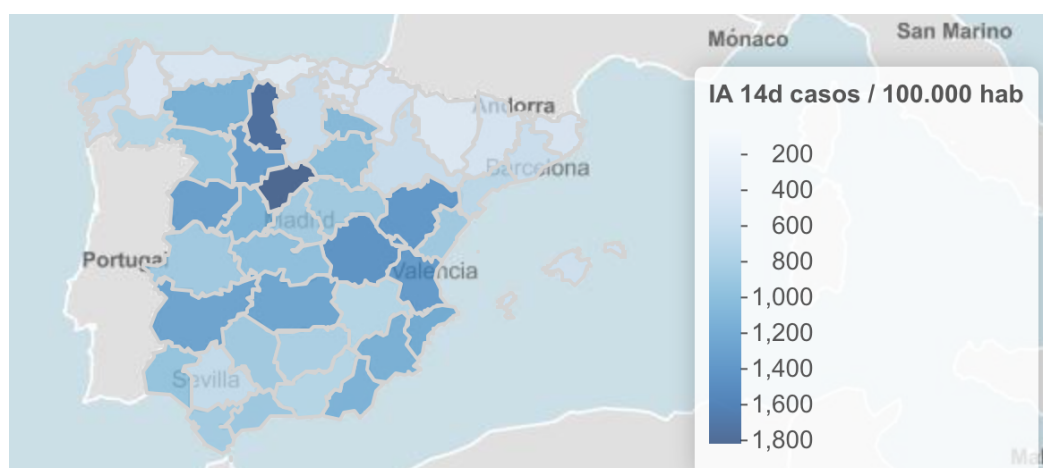 Mónaco
San Marino
IA 14d casos / 100.000 hab
Andorra
200
400
Barcelona
600
Madrid
800
Portugal
Valencia
1,000
1,200
Sevilla
1,400
1,600
1,800